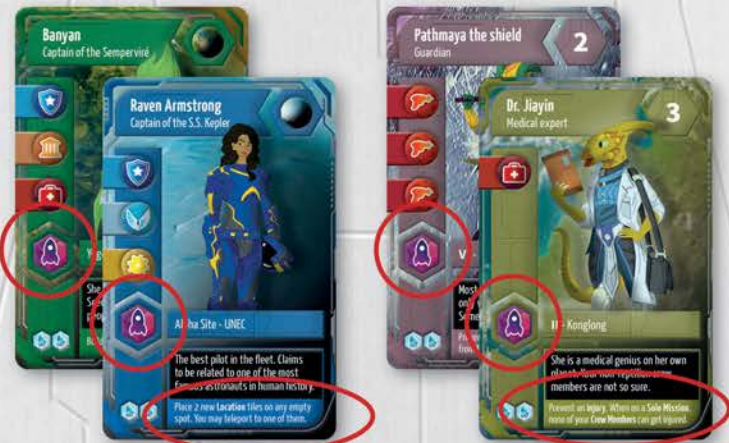 Banyan
Captain of the Semperviré
Raven Armstrong
Captain of the S.S. Kepler
Alpha Site - UNEC
The best pilot in the fleet. Claims
to be related to one of the most
famous astronauts in human history.
Place 2 new Location tiles on any empty
spot. You may teleport to one of them.
Pathmaya the shield
Guardian
2
Most
only
Dr. Jiayin
Medical expert
3
Konglong
She is a medical genius on her own
planet. Your non-reptilian crew
members are not so sure.
Prevent an injury. When on a Solo Mission,
none of your Crew Members can get injured.